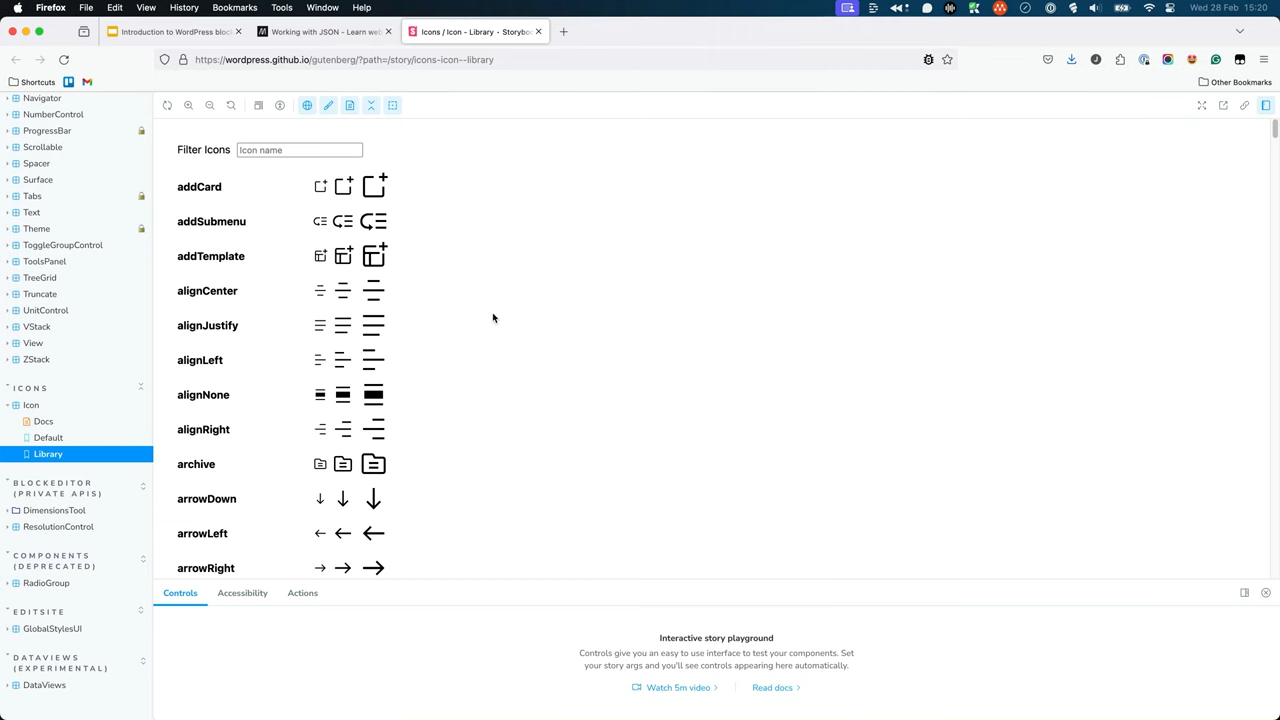 Firefox File Edit View History Bookmarks Tools Window Help Wed 28 Feb 15:20
Introduction to WordPress bloc
Working with JSON - Learn web
Icons / Icon - Library • Storyboo
https://wordpress.github.io/gutenberg/?path=/story/icons-icon--library
Shortcuts
Other Bookmarks
Navigator
NumberControl
ProgressBar
Scrollable
Spacer
Surface
Tabs
Text
Theme
ToggleGroupControl
ToolsPanel
TreeGrid
Truncate
UnitControl
VStack
View
ZStack
ICONS
Icon
Docs
Default
Library
BLOCKEDITOR
(PRIVATE APIS)
DimensionsTool
ResolutionControl
COMPONENTS
(DEPRECATED)
RadioGroup
EDITSITE
GlobalStylesUI
DATAVIEWS
(EXPERIMENTAL)
DataViews
Filter Icons Icon name
addCard
addSubmenu
addTemplate
alignCenter
alignJustify
alignLeft
alignNone
alignRight
archive
arrowDown
arrowLeft
arrowRight
Controls Accessibility Actions
Interactive story playground
Controls give you an easy to use interface to test your components. Set
your story args and you'll see controls appearing here automatically.
Watch 5m video
Read docs